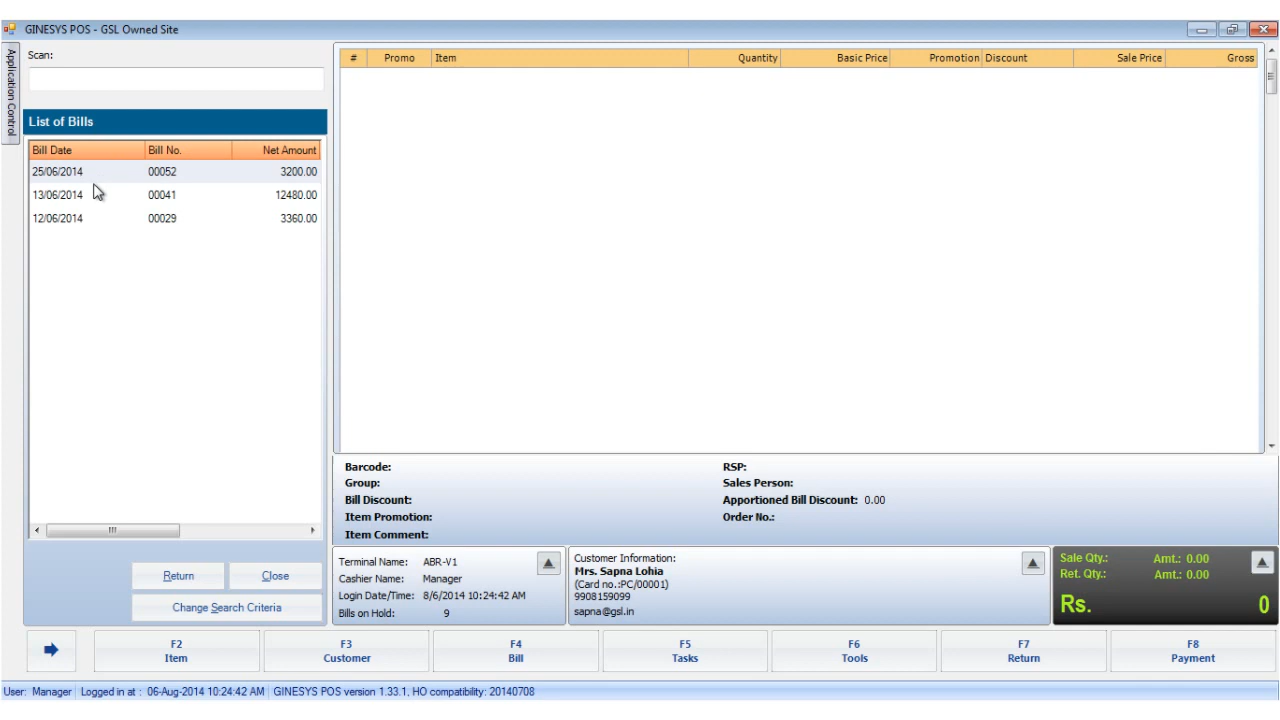 GINESYS POS - GSL Owned Site
Application Control
Scan:
List of Bills
Bill Date Bill No. Net Amount
25/06/2014 00052 3200.00
13/06/2014 00041 12480.00
12/06/2014 00029 3360.00
Return Close
Change Search Criteria
# Promo Item Quantity Basic Price Promotion Discount Sale Price Gross
Barcode: RSP:
Group: Sales Person:
Bill Discount: Apportioned Bill Discount: 0.00
Item Promotion: Order No.:
Item Comment:
Terminal Name: ABR-V1
Cashier Name: Manager
Login Date/Time: 8/6/2014 10:24:42 AM
Bills on Hold: 9
Customer Information:
Mrs. Sapna Lohia
(Card no.:PC/00001)
9908159099
sapna@gsl.in
Sale Qty.: Amt.: 0.00
Ret. Qty.: Amt.: 0.00
Rs. 0
F2 F3 F4 F5 F6 F7 F8
Item Customer Bill Tasks Tools Return Payment
User: Manager Logged in at : 06-Aug-2014 10:24:42 AM GINESYS POS version 1.33.1, HO compatibility: 20140708